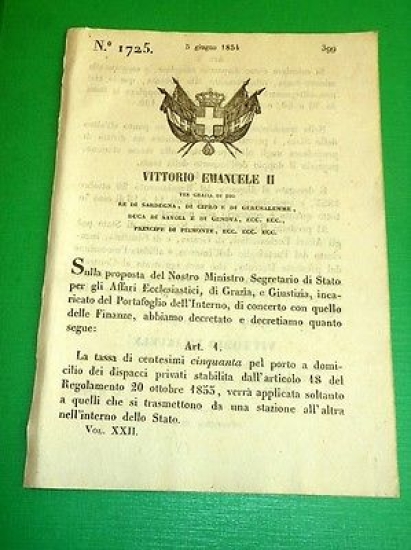 N.º 1725. 5 giugno 1854 399
VITTORIO EMANUELE II
PER GRAZIA DI DIO
RE DI SARDEGNA, DI CIPRO E DI GERUSALEMME,
DUCA DI SAVOIA E DI GENOVA, ECC. ECC.,
PRINCIPE DI PIEMONTE, ECC. ECC. ECC.
Sulla proposta del Nostro Ministro Segretario di Stato
per gli Affari Ecclesiastici, di Grazia, e Giustizia, inca-
ricato del Portafoglio dell'Interno, di concerto con quello
delle Finanze, abbiamo decretato e decretiamo quanto
segue:
Art. 1.
La tassa di centesimi cinquanta pel porto a domi-
cilio dei dispacci privati stabilita dall'articolo 18 del
Regolamento 20 ottobre 1853, verrà applicata soltanto
a quelli che si trasmettono da una stazione all'altra
nell'interno dello Stato.
Vol. XXII.